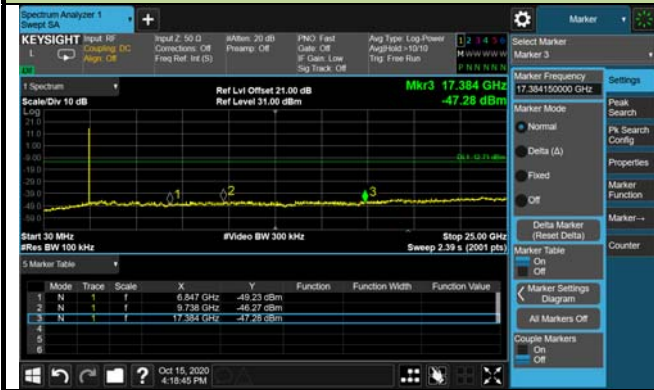 Spectrum Analyzer 1
Swept SA
Marker
KEYSIGHT
Input: RF
Coupling: DC
Align: Off
Input Z: 50 Ω
Corrections: Off
Freq Ref: Int (S)
#Atten: 20 dB
Preamp: Off
PNO: Fast
Gate: Off
IF Gain: Low
Sig Track: Off
Avg Type: Log-Power
Avg|Hold:>10/10
Trig: Free Run
1 2 3 4 5 6
M W W W W W
P N N N N N
Select Marker
Marker 3
1 Spectrum
Scale/Div 10 dB
Ref Lvl Offset 21.00 dB
Ref Level 31.00 dBm
Mkr3 17.384 GHz
-47.28 dBm
Log
21.0
11.0
1.00
-9.00
-19.0
-29.0
-39.0
-49.0
-59.0
1
2
3
Start 30 MHz
#Res BW 100 kHz
#Video BW 300 kHz
Stop 25.00 GHz
Sweep 2.39 s (2001 pts)
5 Marker Table
Mode Trace Scale X Y Function Function Width Function Value
1 N 1 f 6.847 GHz -49.23 dBm
2 N 1 f 9.736 GHz -46.27 dBm
3 N 1 f 17.384 GHz -47.28 dBm
4
5
6
Marker Frequency
17.384150000 GHz
Marker Mode
Normal
Delta (Δ)
Fixed
Off
Delta Marker
(Reset Delta)
Marker Table
On
Off
Marker Settings
Diagram
All Markers Off
Couple Markers
On
Off
Settings
Peak
Search
Pk Search
Config
Properties
Marker
Function
Marker→
Counter
Oct 15, 2020
4:18:45 PM